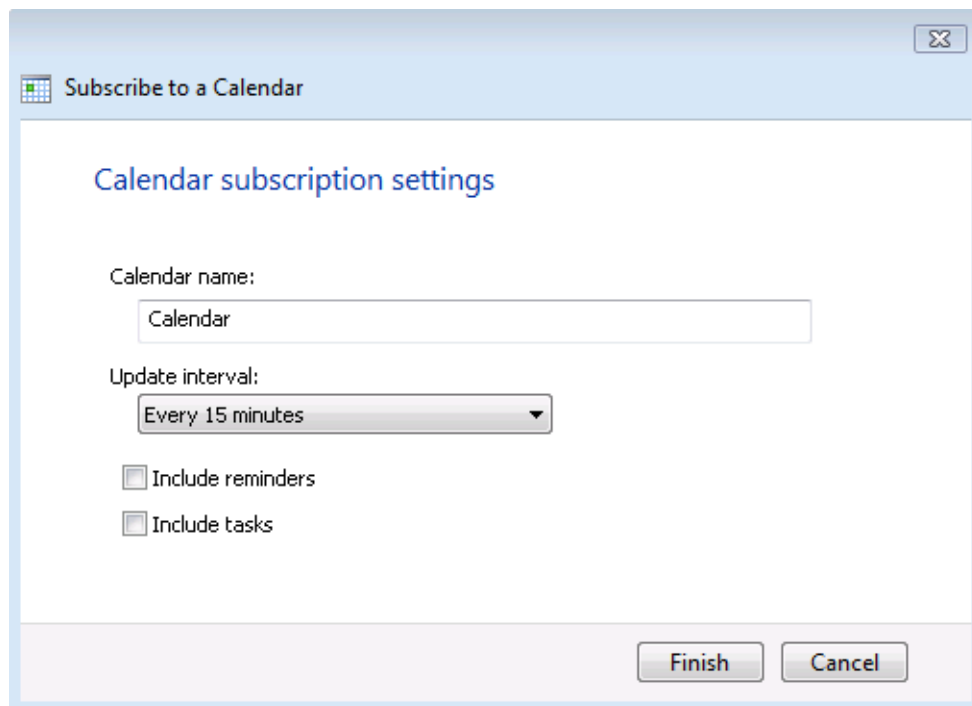 Subscribe to a Calendar
Calendar subscription settings
Calendar name:
Calendar
Update interval:
Every 15 minutes
Include reminders
Include tasks
Finish Cancel